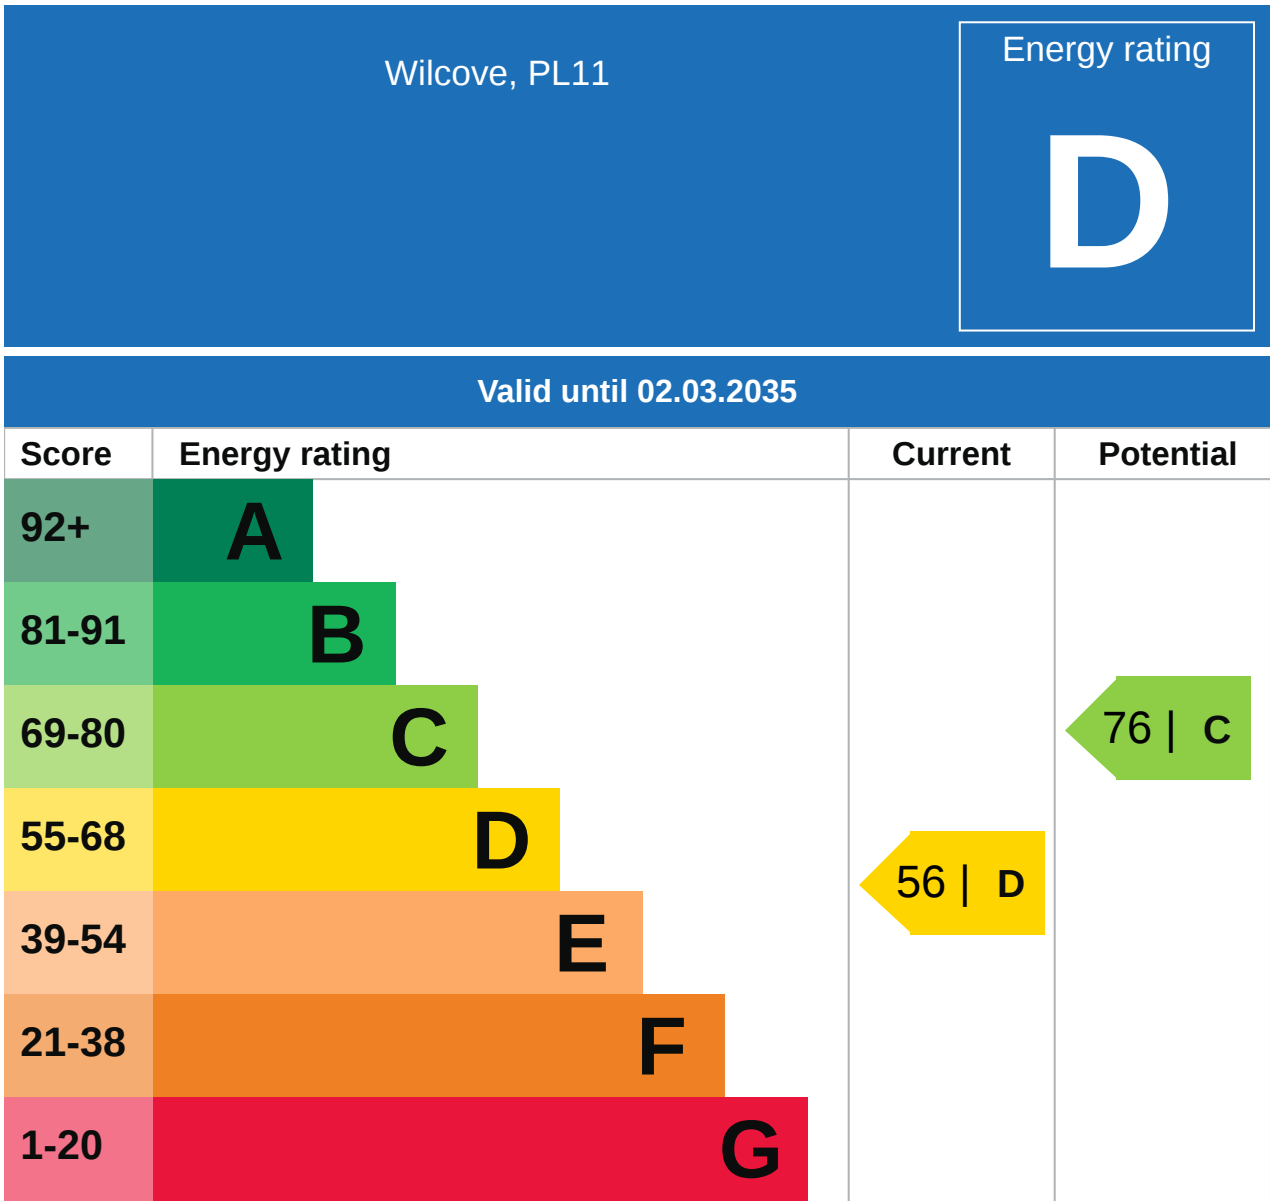 Wilcove, PL11
Energy rating
D
Valid until 02.03.2035
Score Energy rating Current Potential
92+ A
81-91 B
69-80 C
76 | C
55-68 D
56 | D
39-54 E
21-38 F
1-20 G